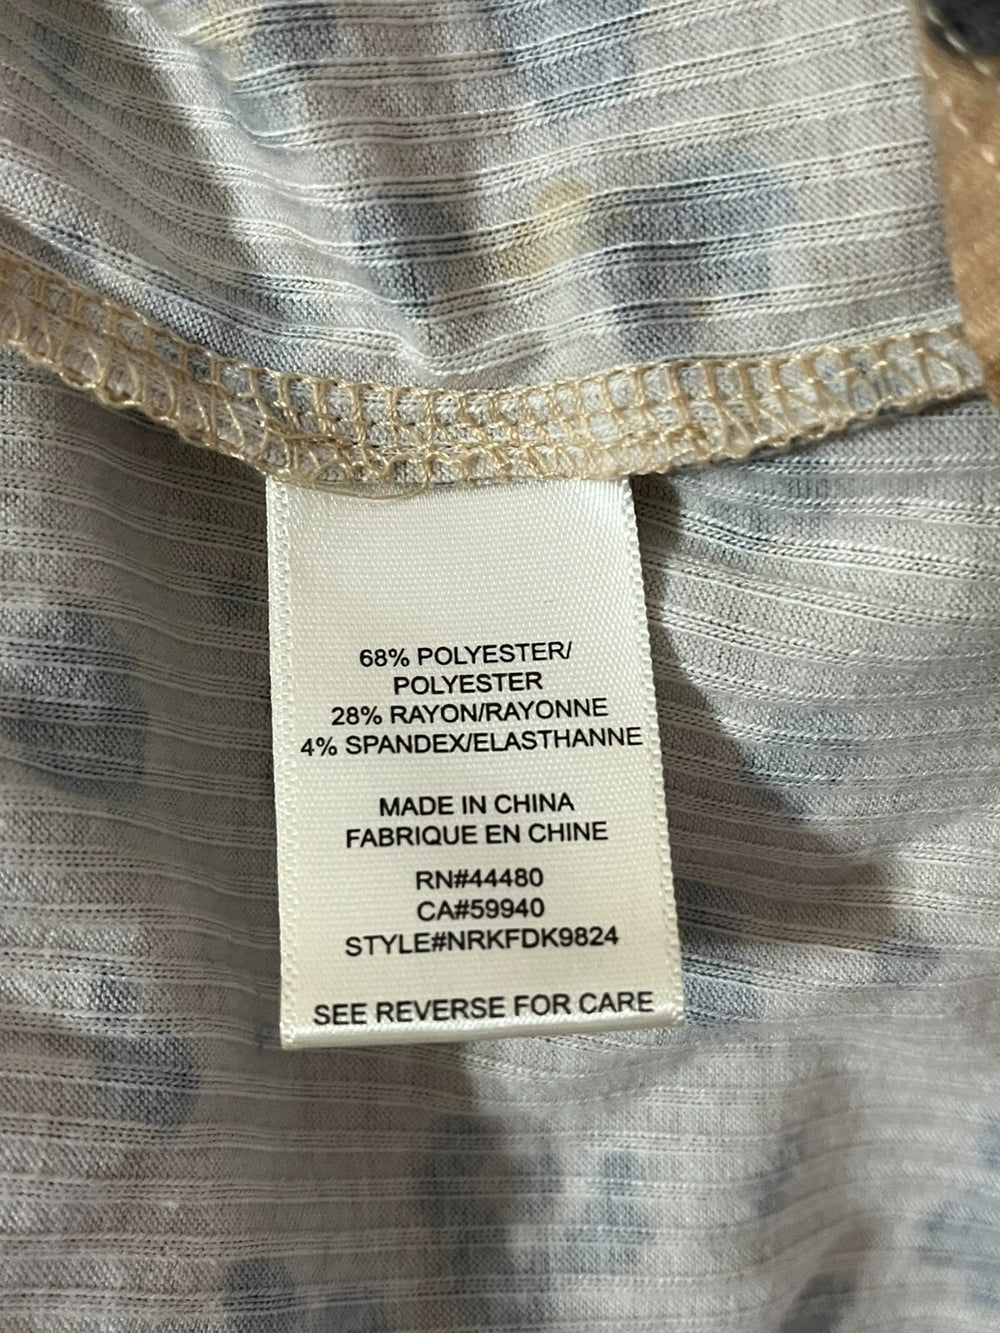 68% POLYESTER/
POLYESTER
28% RAYON/RAYONNE
4% SPANDEX/ELASTHANNE
MADE IN CHINA
FABRIQUE EN CHINE
RN#44480
CA#59940
STYLE#NRKFDK9824
SEE REVERSE FOR CARE